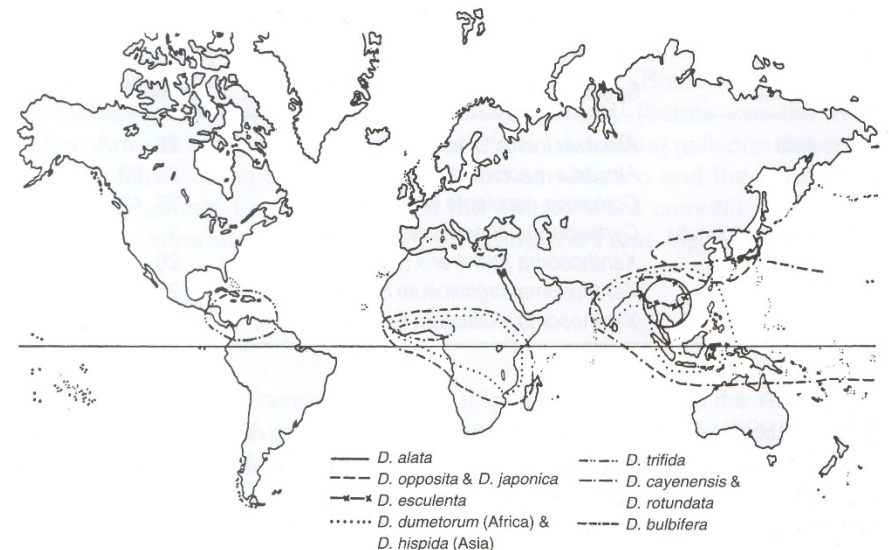 D. alata
D. opposita & D. japonica
D. esculenta
D. dumetorum (Africa) &
D. hispida (Asia)
D. trifida
D. cayenensis &
D. rotundata
D. bulbifera